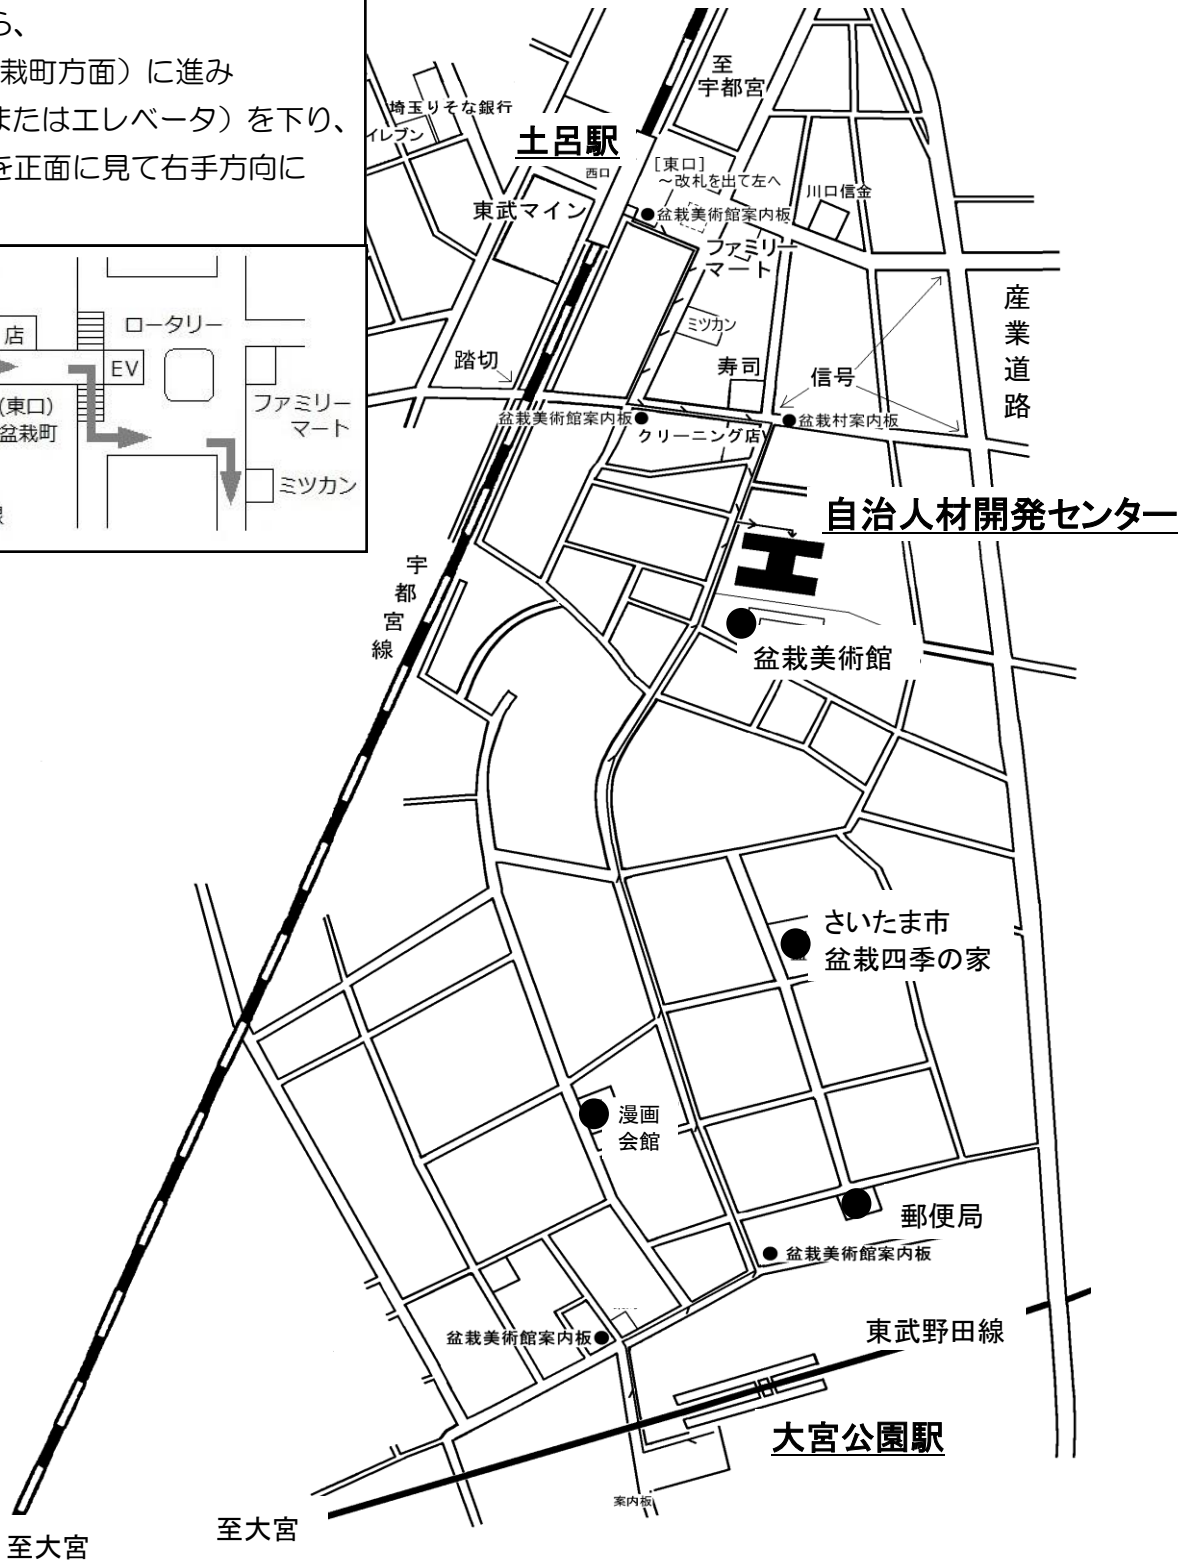 ら、
栽町方面）に進み
またはエレベータ）を下り、
を正面に見て右手方向に
店
ロータリー
EV
(東口)
盆栽町
ファミリー
マート
ミツカン
至
宇都宮
埼玉りそな銀行
イレブン
土呂駅
西口
[東口]
～改札を出て左へ
川口信金
東武マイン
盆栽美術館案内板
ファミリー
マート
産業道路
ミツカン
踏切
寿司
信号
盆栽美術館案内板
盆栽村案内板
クリーニング店
自治人材開発センター
宇都宮線
盆栽美術館
さいたま市
盆栽四季の家
漫画
会館
郵便局
盆栽美術館案内板
盆栽美術館案内板
東武野田線
大宮公園駅
案内板
至大宮
至大宮